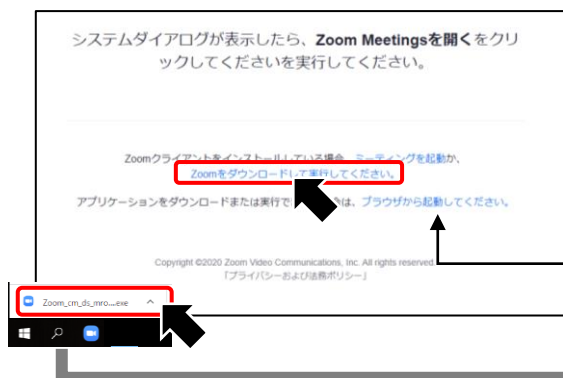 システムダイアログが表示したら、Zoom Meetingsを開くをクリ
ックしてくださいを実行してください。
Zoomクライアントをインストールしている場合、ミーティングを起動か、
Zoomをダウンロードして実行してください。
アプリケーションをダウンロードまたは実行で は、ブラウザから起動してください。
Copyright ©2020 Zoom Video Communications, Inc. All rights reserved.
「プライバシーおよび法務ポリシー」
Zoom_cm_ds_mro....exe